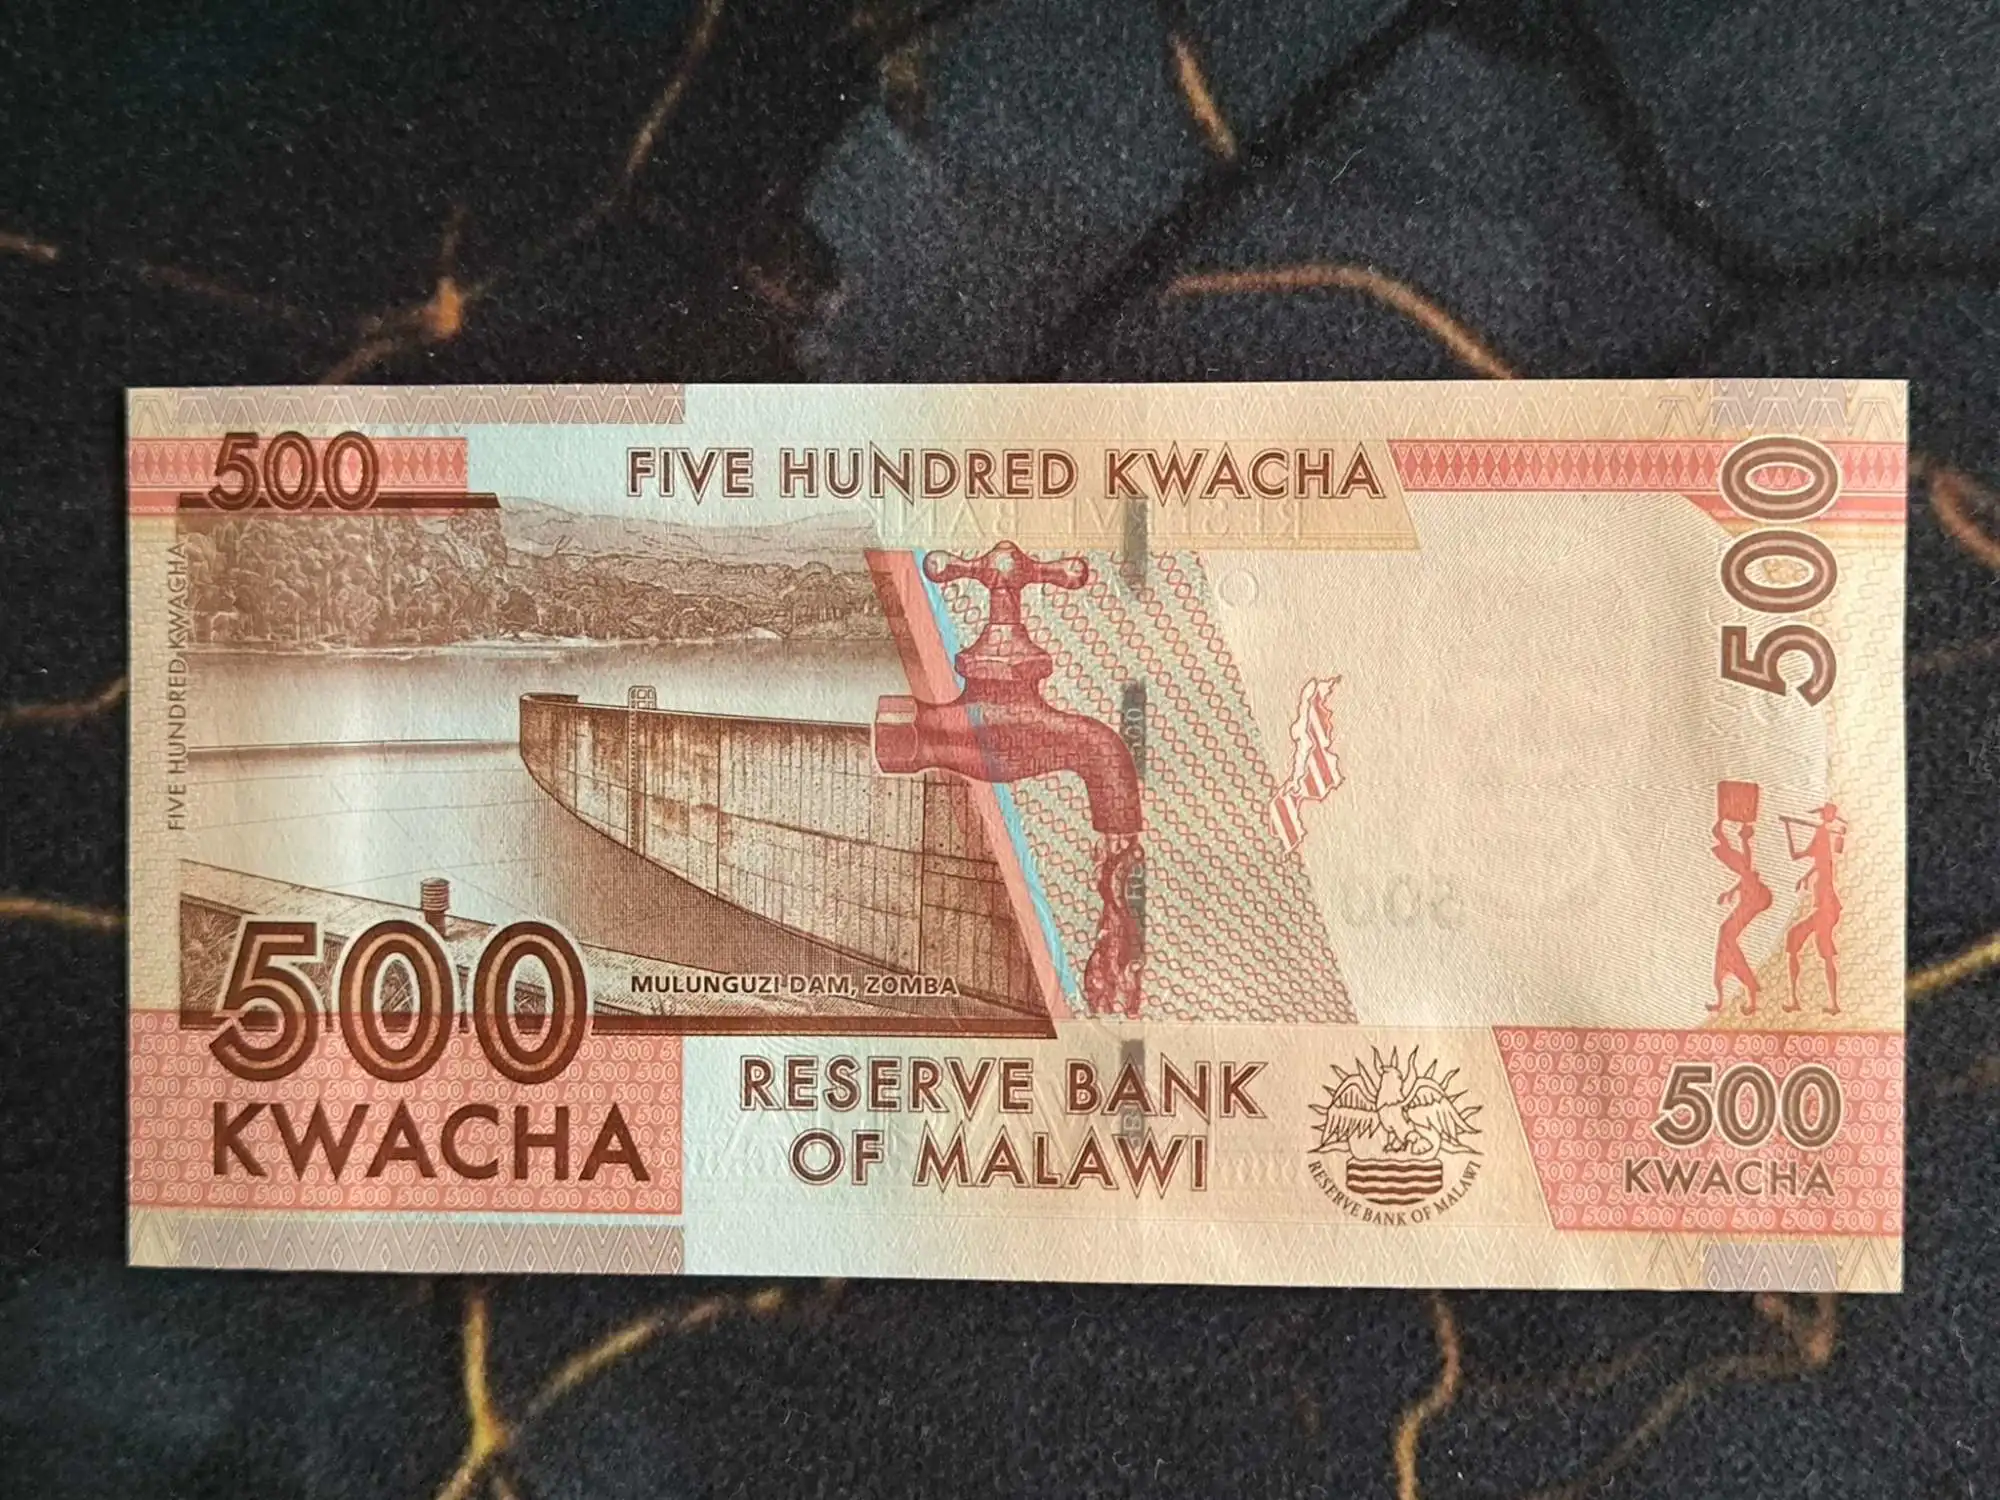 500
FIVE HUNDRED KWACHA
500
FIVE HUNDRED KWACHA
MULUNGUZI DAM, ZOMBA
500
KWACHA
RESERVE BANK
OF MALAWI
RESERVE BANK OF MALAWI
500
KWACHA